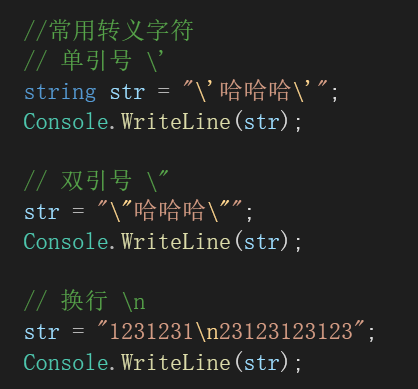 //常用转义字符
// 单引号 \'
string str = "\'哈哈哈\'";
Console.WriteLine(str);
// 双引号 \"
str = "\"哈哈哈\"";
Console.WriteLine(str);
// 换行 \n
str = "1231231\n23123123123";
Console.WriteLine(str);